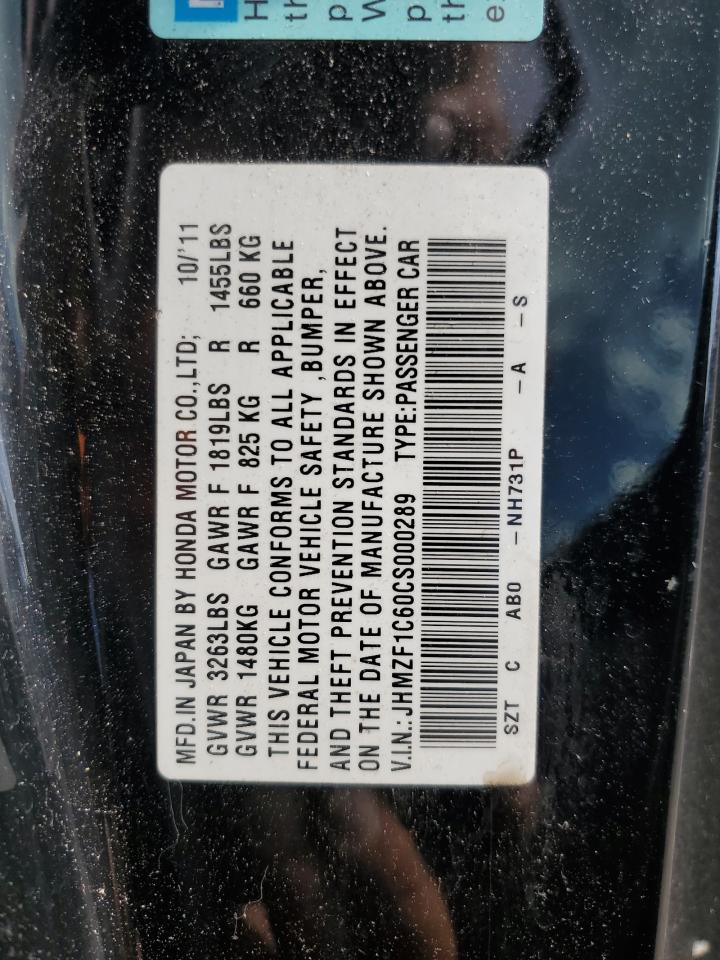 MFD.IN JAPAN BY HONDA MOTOR CO.,LTD; 10/'11
GVWR 3263LBS GAWR F 1819LBS R 1455LBS
GVWR 1480KG GAWR F 825 KG R 660 KG
THIS VEHICLE CONFORMS TO ALL APPLICABLE
FEDERAL MOTOR VEHICLE SAFETY ,BUMPER,
AND THEFT PREVENTION STANDARDS IN EFFECT
ON THE DATE OF MANUFACTURE SHOWN ABOVE.
V.I.N.: JHMZF1C60CS000289 TYPE:PASSENGER CAR
SZT C AB0 -NH731P -A -S